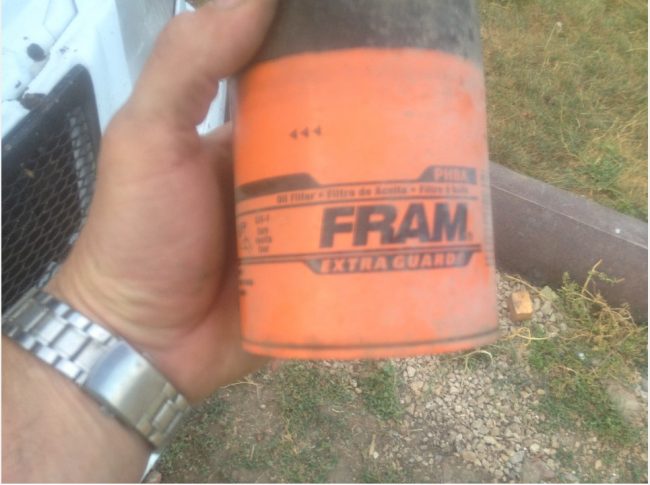 PH8A
Oil Filter • Filtro de Aceite • Filtre à huile
FRAM
EXTRA GUARD